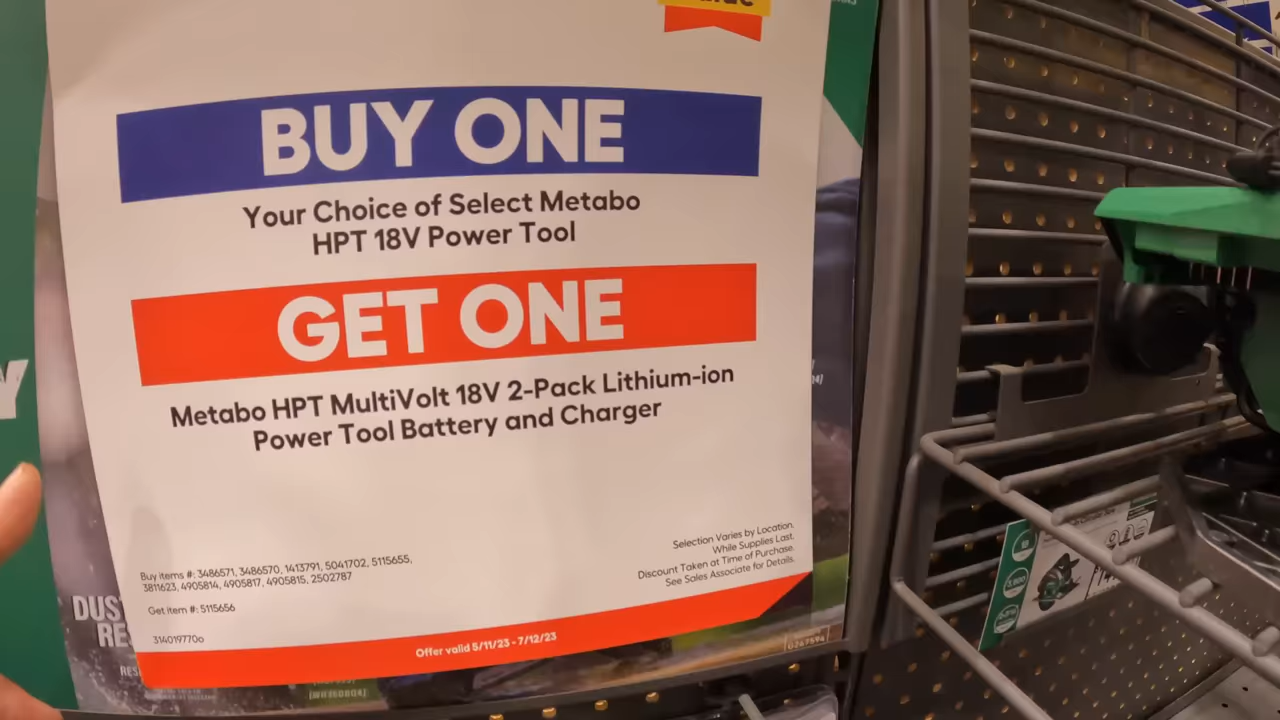 BUY ONE
Your Choice of Select Metabo
HPT 18V Power Tool
GET ONE
Metabo HPT MultiVolt 18V 2-Pack Lithium-ion
Power Tool Battery and Charger
Selection Varies by Location.
While Supplies Last.
Discount Taken at Time of Purchase.
See Sales Associate for Details.
Buy items #: 3486571, 3486570, 1413791, 5041702, 5115655,
3811623, 4905814, 4905817, 4905815, 2502787
Get item #: 5115656
314019770o
Offer valid 5/11/23 - 7/12/23
DUS
RE